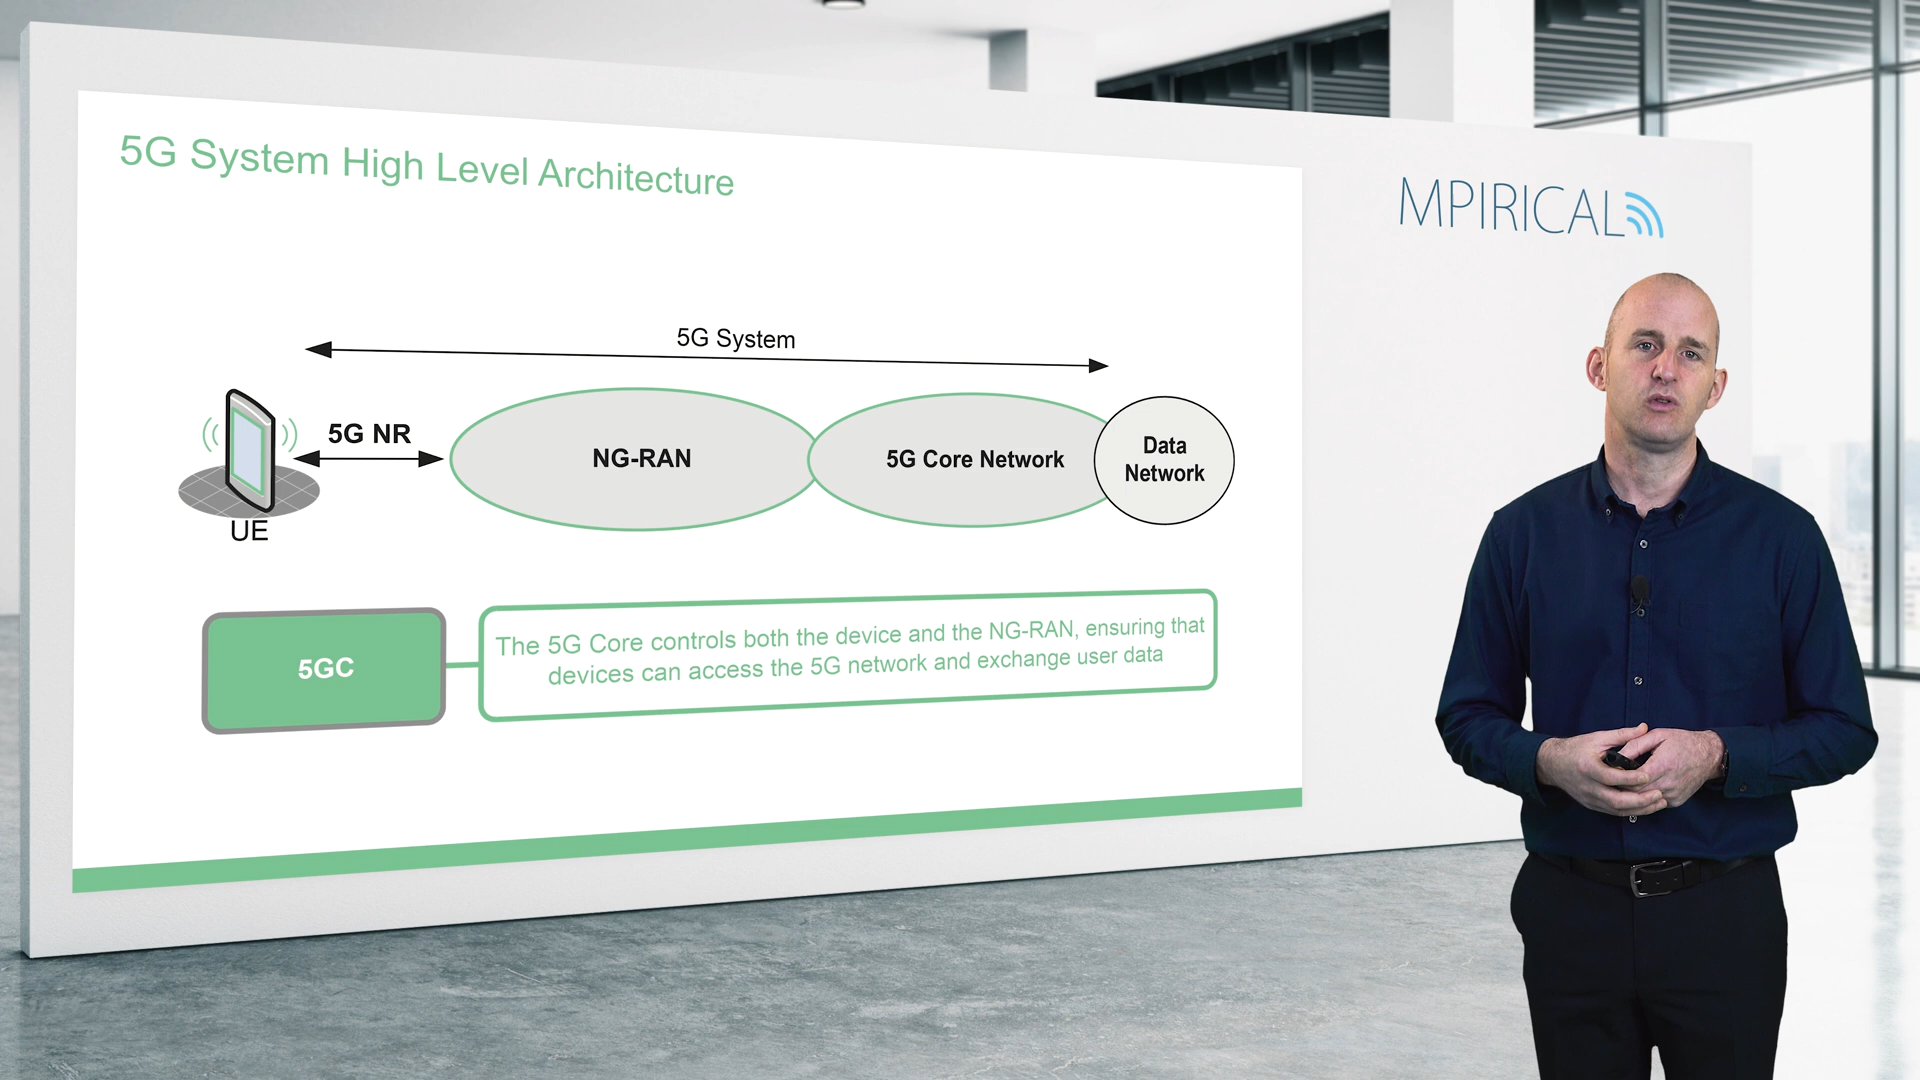 5G System High Level Architecture
MPIRICAL
5G System
5G NR
NG-RAN
5G Core Network
Data
Network
UE
5GC
The 5G Core controls both the device and the NG-RAN, ensuring that
devices can access the 5G network and exchange user data